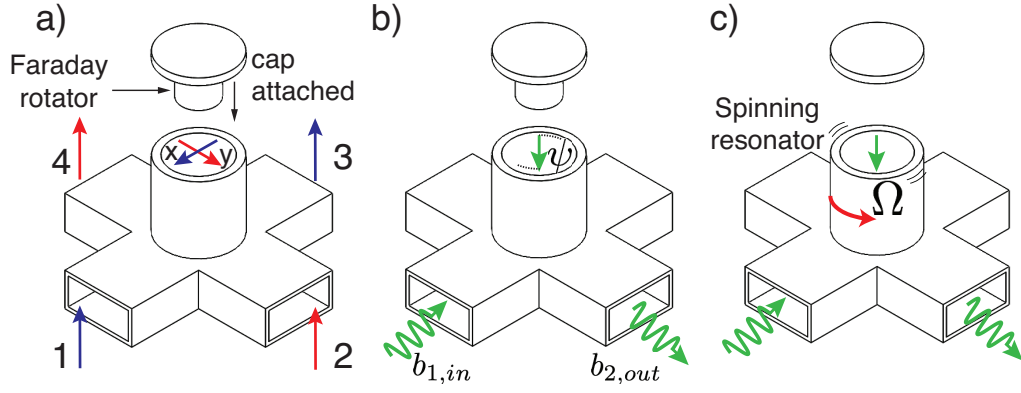 a)
Faraday
rotator
cap
attached
x
y
4
3
1
2
b)
ψ
b1,in
b2,out
c)
Spinning
resonator
Ω